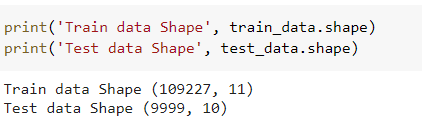 print('Train data Shape', train_data.shape)
print('Test data Shape', test_data.shape)
Train data Shape (109227, 11)
Test data Shape (9999, 10)